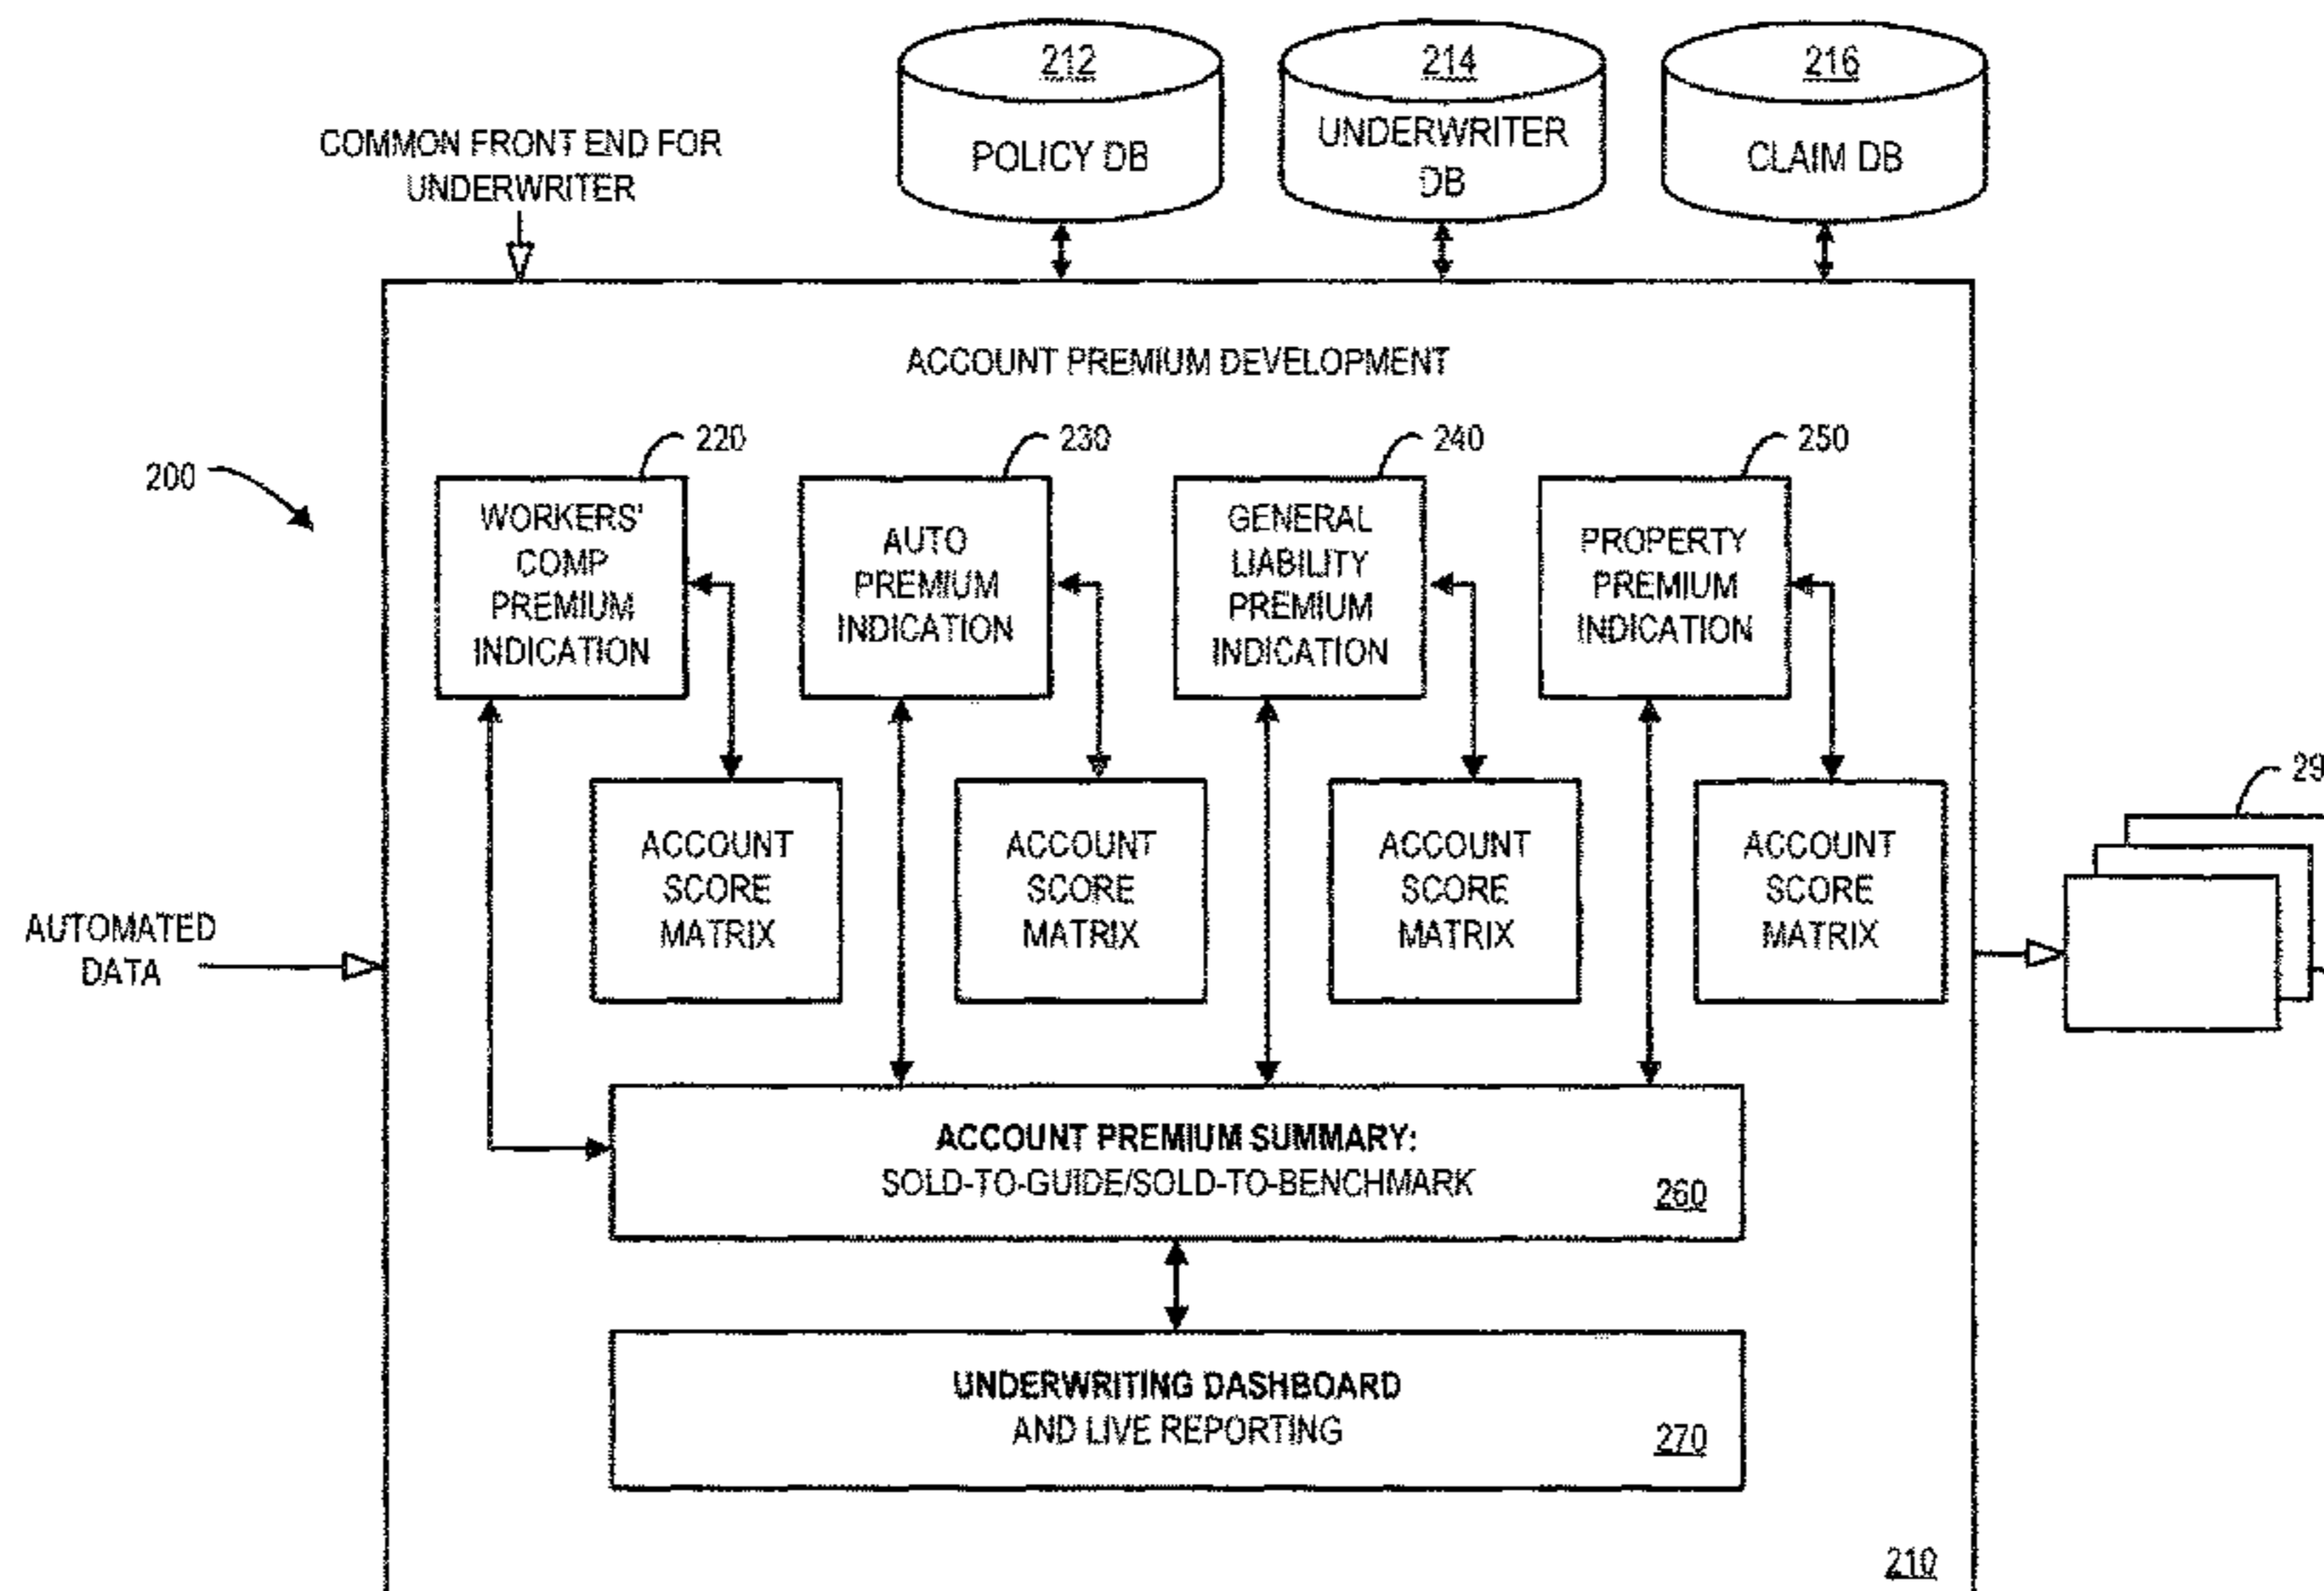 212
POLICY DB
214
UNDERWRITER
DB
216
CLAIM DB
COMMON FRONT END FOR
UNDERWRITER
ACCOUNT PREMIUM DEVELOPMENT
200
220
WORKERS'
COMP
PREMIUM
INDICATION
230
AUTO
PREMIUM
INDICATION
240
GENERAL
LIABILITY
PREMIUM
INDICATION
250
PROPERTY
PREMIUM
INDICATION
ACCOUNT
SCORE
MATRIX
ACCOUNT
SCORE
MATRIX
ACCOUNT
SCORE
MATRIX
ACCOUNT
SCORE
MATRIX
AUTOMATED
DATA
ACCOUNT PREMIUM SUMMARY:
SOLD-TO-GUIDE/SOLD-TO-BENCHMARK
260
UNDERWRITING DASHBOARD
AND LIVE REPORTING
270
210